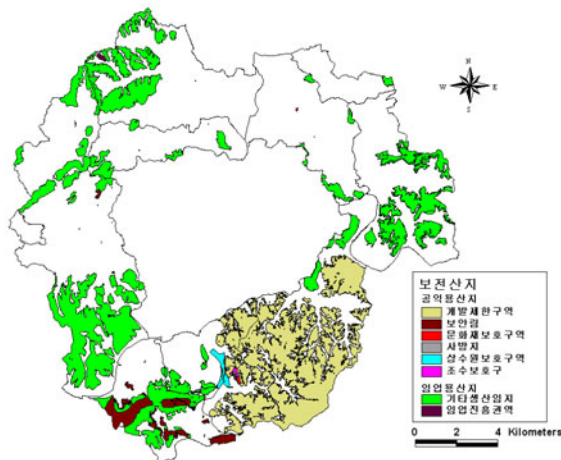 N
W E
S
보전산지
공익용산지
개발제한구역
보안림
문화재보호구역
사방지
상수원보호구역
조수보호구
임업용산지
기타생산임지
임업진흥권역
0 2 4 Kilometers